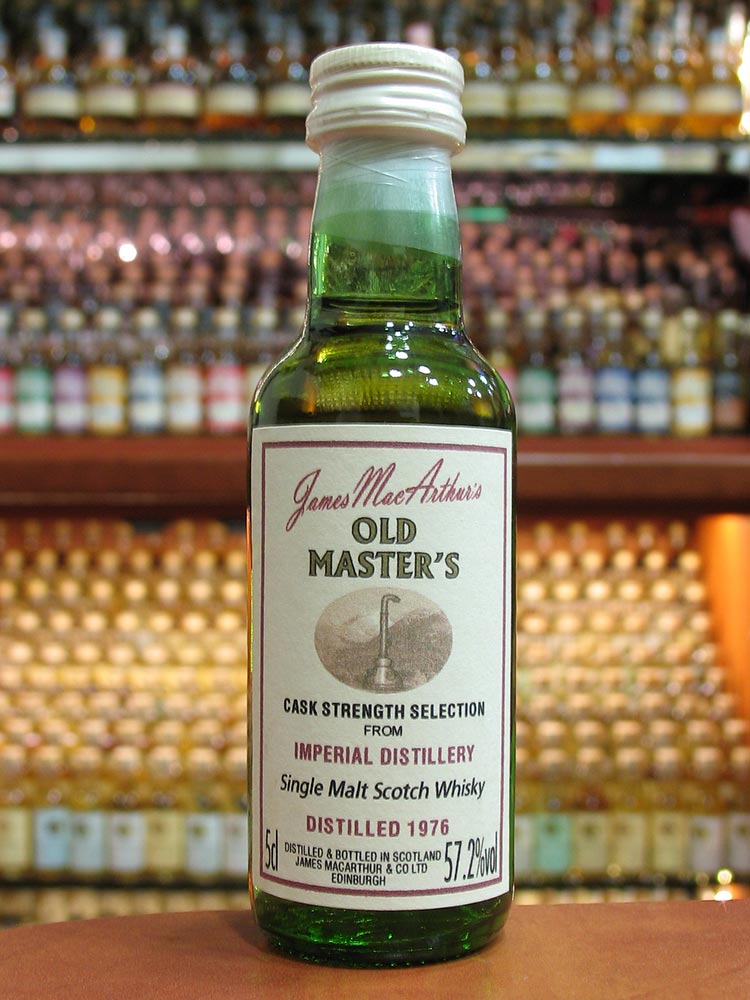 James MacArthur's
OLD
MASTER'S
CASK STRENGTH SELECTION
FROM
IMPERIAL DISTILLERY
Single Malt Scotch Whisky
DISTILLED 1976
5cl
DISTILLED & BOTTLED IN SCOTLAND
JAMES MACARTHUR & CO LTD
EDINBURGH
57.2%vol